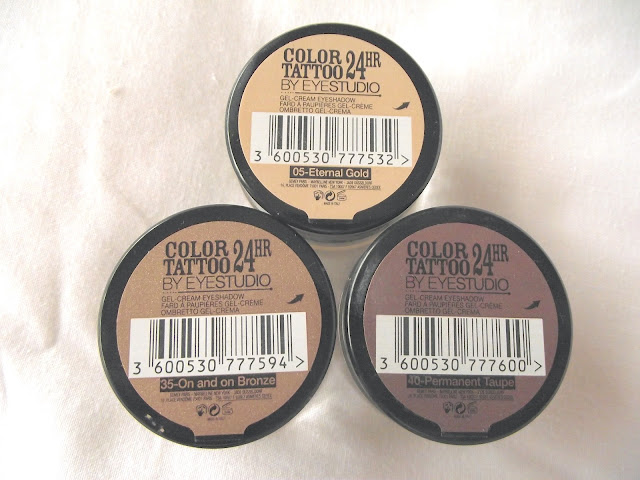 COLOR 24HR
TATTOO
BY EYESTUDIO
GEL-CREAM EYESHADOW
FARD À PAUPIÈRES GEL-CRÈME
OMBRETTO GEL-CREMA
3 600530 777532 >
05-Eternal Gold
COLOR 24HR
TATTOO
BY EYESTUDIO
GEL-CREAM EYESHADOW
FARD À PAUPIÈRES GEL-CRÈME
OMBRETTO GEL-CREMA
3 600530 777594 >
35-On and on Bronze
COLOR 24HR
TATTOO
BY EYESTUDIO
GEL-CREAM EYESHADOW
FARD À PAUPIÈRES GEL-CRÈME
OMBRETTO GEL-CREMA
3 600530 777600 >
40-Permanent Taupe